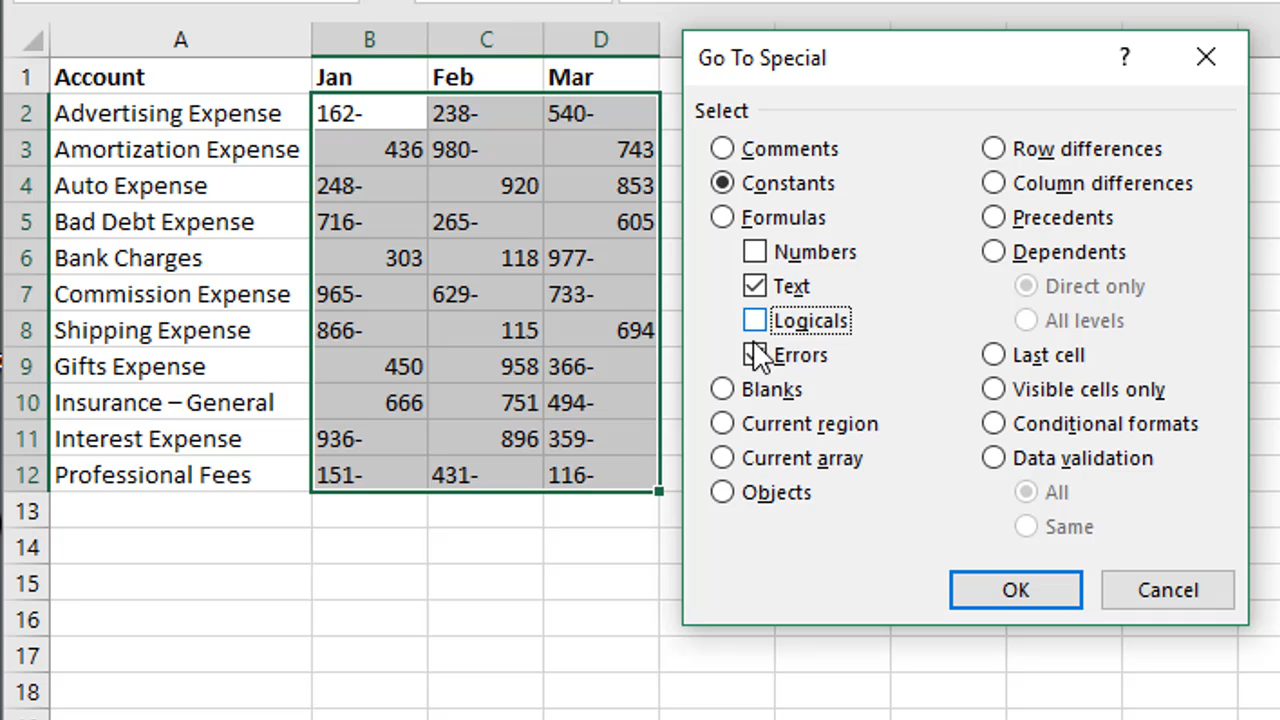 A B C D
1 Account Jan Feb Mar
2 Advertising Expense 162- 238- 540-
3 Amortization Expense 436 980- 743
4 Auto Expense 248- 920 853
5 Bad Debt Expense 716- 265- 605
6 Bank Charges 303 118 977-
7 Commission Expense 965- 629- 733-
8 Shipping Expense 866- 115 694
9 Gifts Expense 450 958 366-
10 Insurance – General 666 751 494-
11 Interest Expense 936- 896 359-
12 Professional Fees 151- 431- 116-
13
14
15
16
17
18
Go To Special ?
Select
Comments
Constants
Formulas
Numbers
Text
Logicals
Errors
Blanks
Current region
Current array
Objects
Row differences
Column differences
Precedents
Dependents
Direct only
All levels
Last cell
Visible cells only
Conditional formats
Data validation
All
Same
OK Cancel